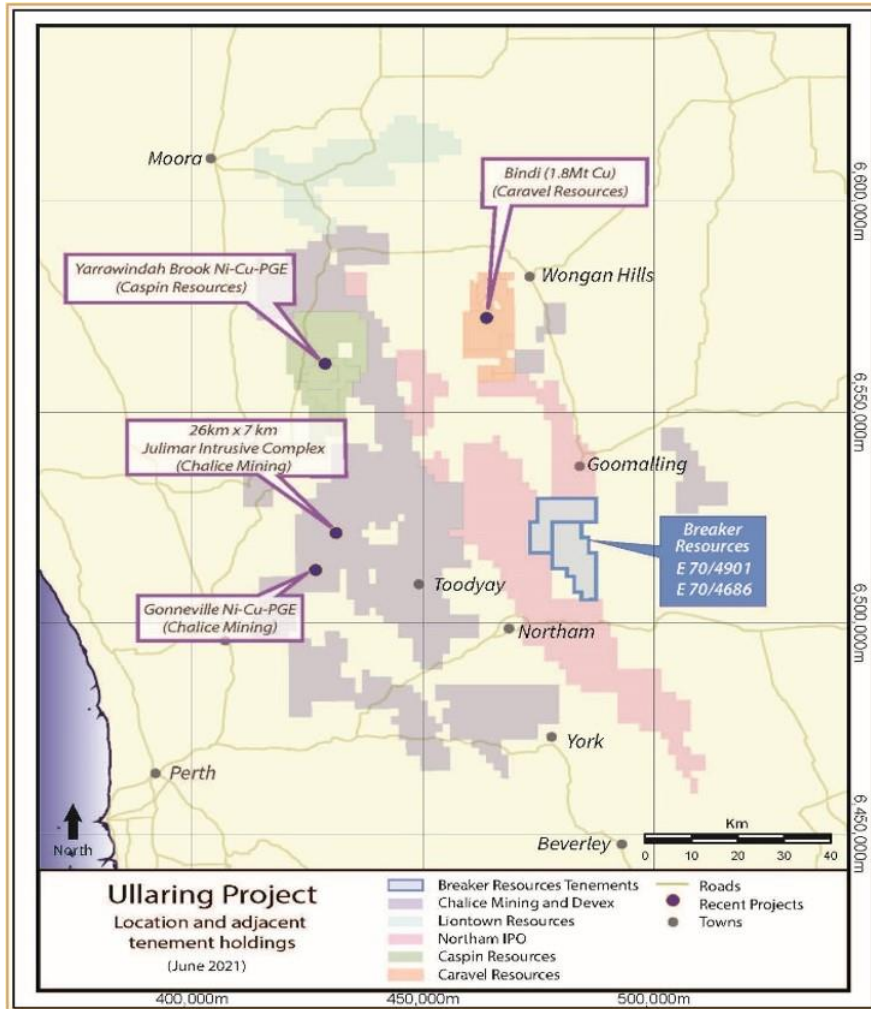 Moora
Bindi (1.8Mt Cu)
(Caravel Resources)
6,600,000m
Yarrawindah Brook Ni-Cu-PGE
(Caspin Resources)
Wongan Hills
6,550,000m
26km x 7 km
Julimar Intrusive Complex
(Chalice Mining)
Goomalling
Breaker
Resources
E 70/4901
E 70/4686
Toodyay
Gonneville Ni-Cu-PGE
(Chalice Mining)
Northam
6,500,000m
York
Perth
North
Beverley
Km
0 10 20 30 40
6,450,000m
Ullaring Project
Location and adjacent
tenement holdings
(June 2021)
Breaker Resources Tenements
Chalice Mining and Devex
Liontown Resources
Northam IPO
Caspin Resources
Caravel Resources
Roads
Recent Projects
Towns
400,000m
450,000m
500,000m